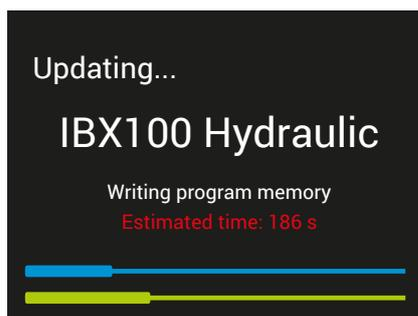 Updating...
IBX100 Hydraulic
Writing program memory
Estimated time: 186 s